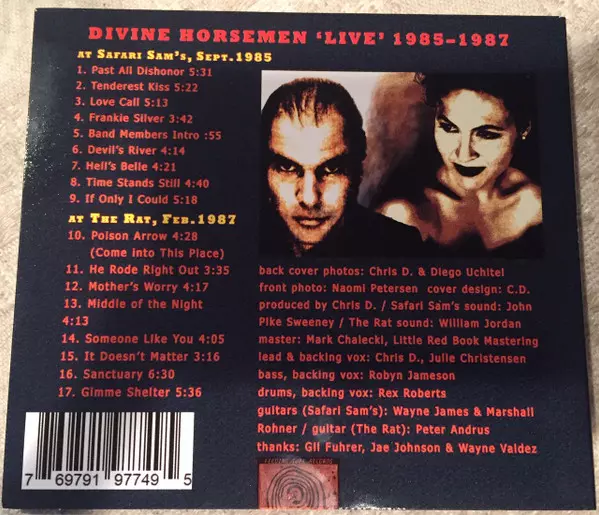 DIVINE HORSEMEN 'LIVE' 1985-1987
AT SAFARI SAM'S, SEPT.1985
1. Past All Dishonor 5:31
2. Tenderest Kiss 5:22
3. Love Call 5:13
4. Frankie Silver 3:42
5. Band Members Intro :55
6. Devil's River 4:14
7. Hell's Belle 4:21
8. Time Stands Still 4:40
9. If Only I Could 5:18
AT THE RAT, FEB.1987
10. Poison Arrow 4:28
(Come into This Place)
11. He Rode Right Out 3:35
12. Mother's Worry 4:17
13. Middle of the Night
4:13
14. Someone Like You 4:05
15. It Doesn't Matter 3:16
16. Sanctuary 6:30
17. Gimme Shelter 5:36
back cover photos: Chris D. & Diego Uchitel
front photo: Naomi Petersen cover design: C.D.
produced by Chris D. / Safari Sam's sound: John
Pike Sweeney / The Rat sound: William Jordan
master: Mark Chalecki, Little Red Book Mastering
lead & backing vox: Chris D., Julie Christensen
bass, backing vox: Robyn Jameson
drums, backing vox: Rex Roberts
guitars (Safari Sam's): Wayne James & Marshall
Rohner / guitar (The Rat): Peter Andrus
thanks: Gil Fuhrer, Jae Johnson & Wayne Valdez
7 69791 97749 5